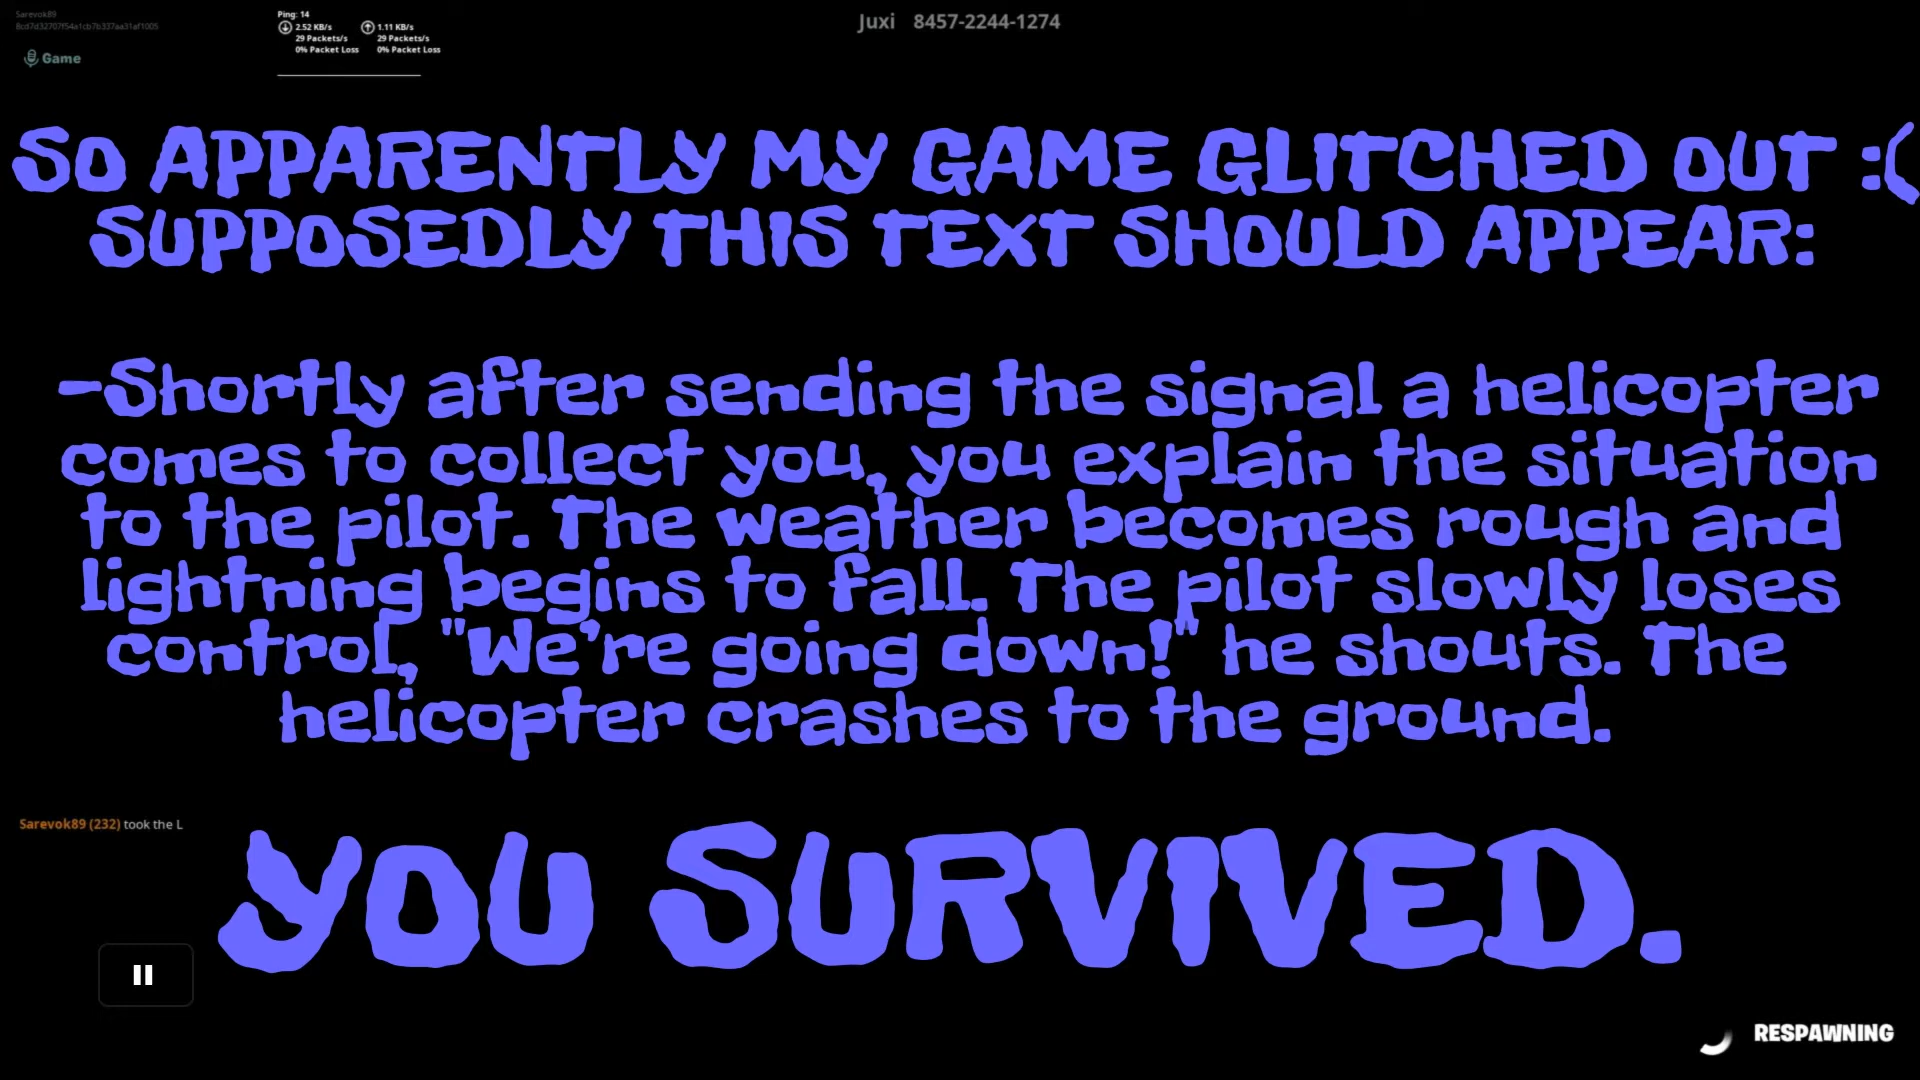 Sarevok89
8cd7d32707f54a1cb7b337aa31af1005
Game
Ping: 14
2.52 KB/s 1.11 KB/s
29 Packets/s 29 Packets/s
0% Packet Loss 0% Packet Loss
Juxi 8457-2244-1274
SO APPARENTLY MY GAME GLITCHED OUT :(
SUPPOSEDLY THIS TEXT SHOULD APPEAR:
-Shortly after sending the signal a helicopter
comes to collect you, you explain the situation
to the pilot. The weather becomes rough and
lightning begins to fall. The pilot slowly loses
control, "We're going down!" he shouts. The
helicopter crashes to the ground.
Sarevok89 (232) took the L
YOU SURVIVED.
RESPAWNING